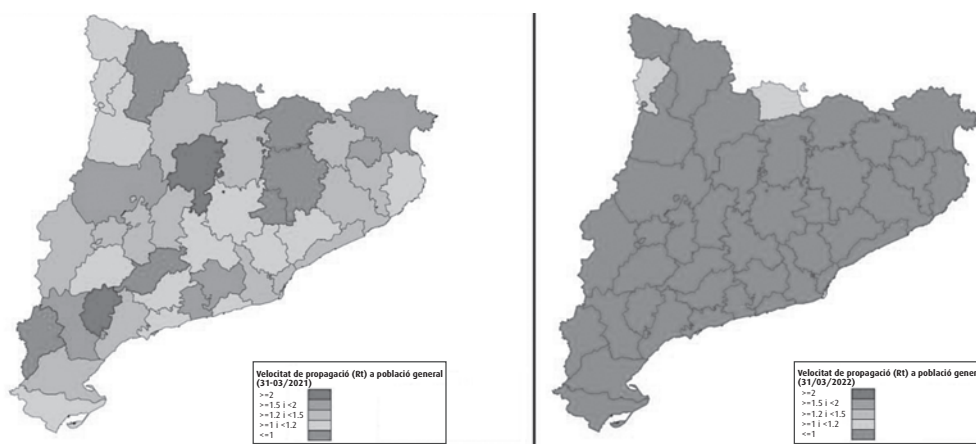 Velocitat de propagació (Rt) a població general
(31-03/2021)
>=2
>=1.5 i <2
>=1.2 i <1.5
>=1 i <1.2
<=1
Velocitat de propagació (Rt) a població gener
(31/03/2022)
>=2
>=1.5 i <2
>=1.2 i <1.5
>=1 i <1.2
<=1